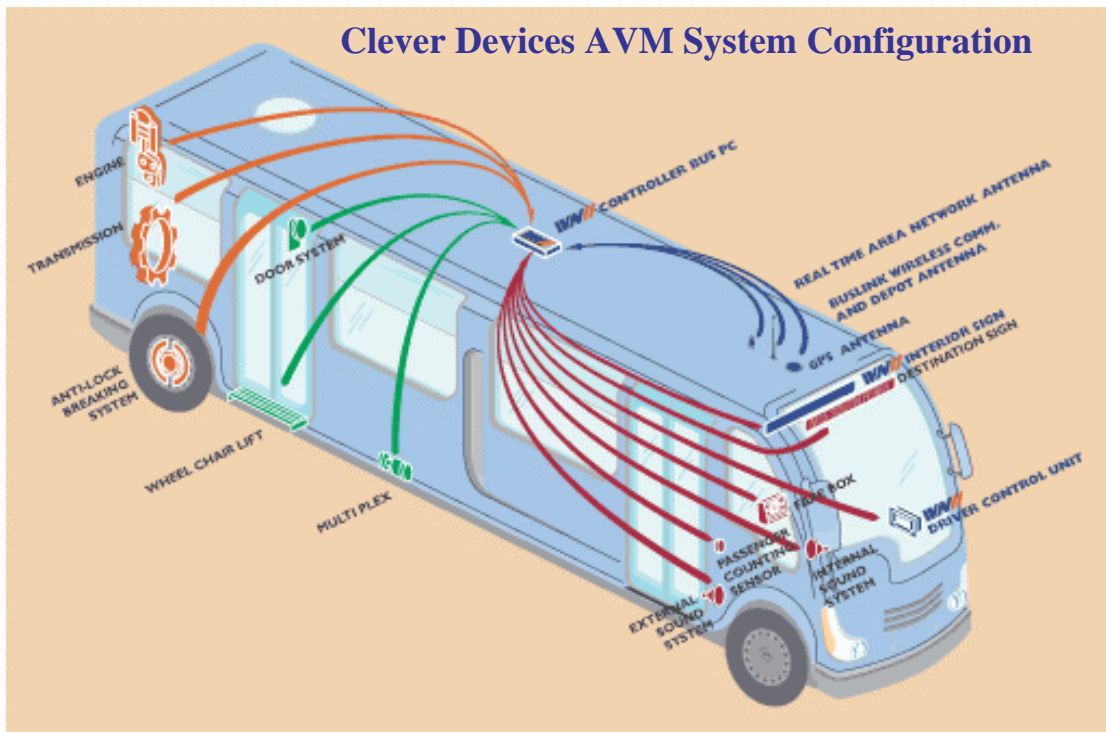 Clever Devices AVM System Configuration
ENGINE
TRANSMISSION
ANTI-LOCK
BREAKING
SYSTEM
DOOR SYSTEM
WHEEL CHAIR LIFT
MULTI PLEX
CONTROLLER BUS PC
REAL TIME AREA NETWORK ANTENNA
BUSLINK WIRELESS COMM.
AND DEPOT ANTENNA
GPS ANTENNA
INTERIOR SIGN
DESTINATION SIGN
FARE BOX
DRIVER CONTROL UNIT
PASSENGER
COUNTING
SENSOR
INTERNAL
SOUND
SYSTEM
EXTERNAL
SOUND
SYSTEM